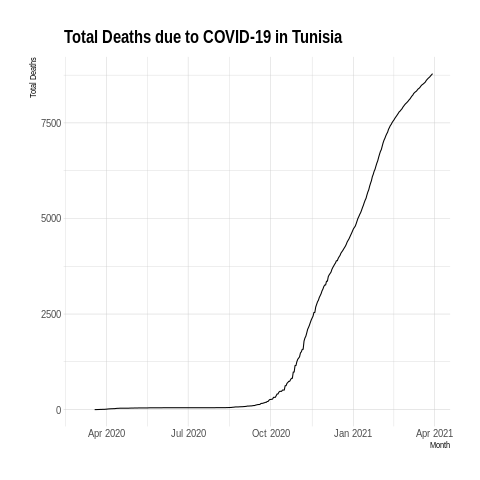 Total Deaths due to COVID-19 in Tunisia
Total Deaths
7500
5000
2500
0
Apr 2020 Jul 2020 Oct 2020 Jan 2021 Apr 2021
Month